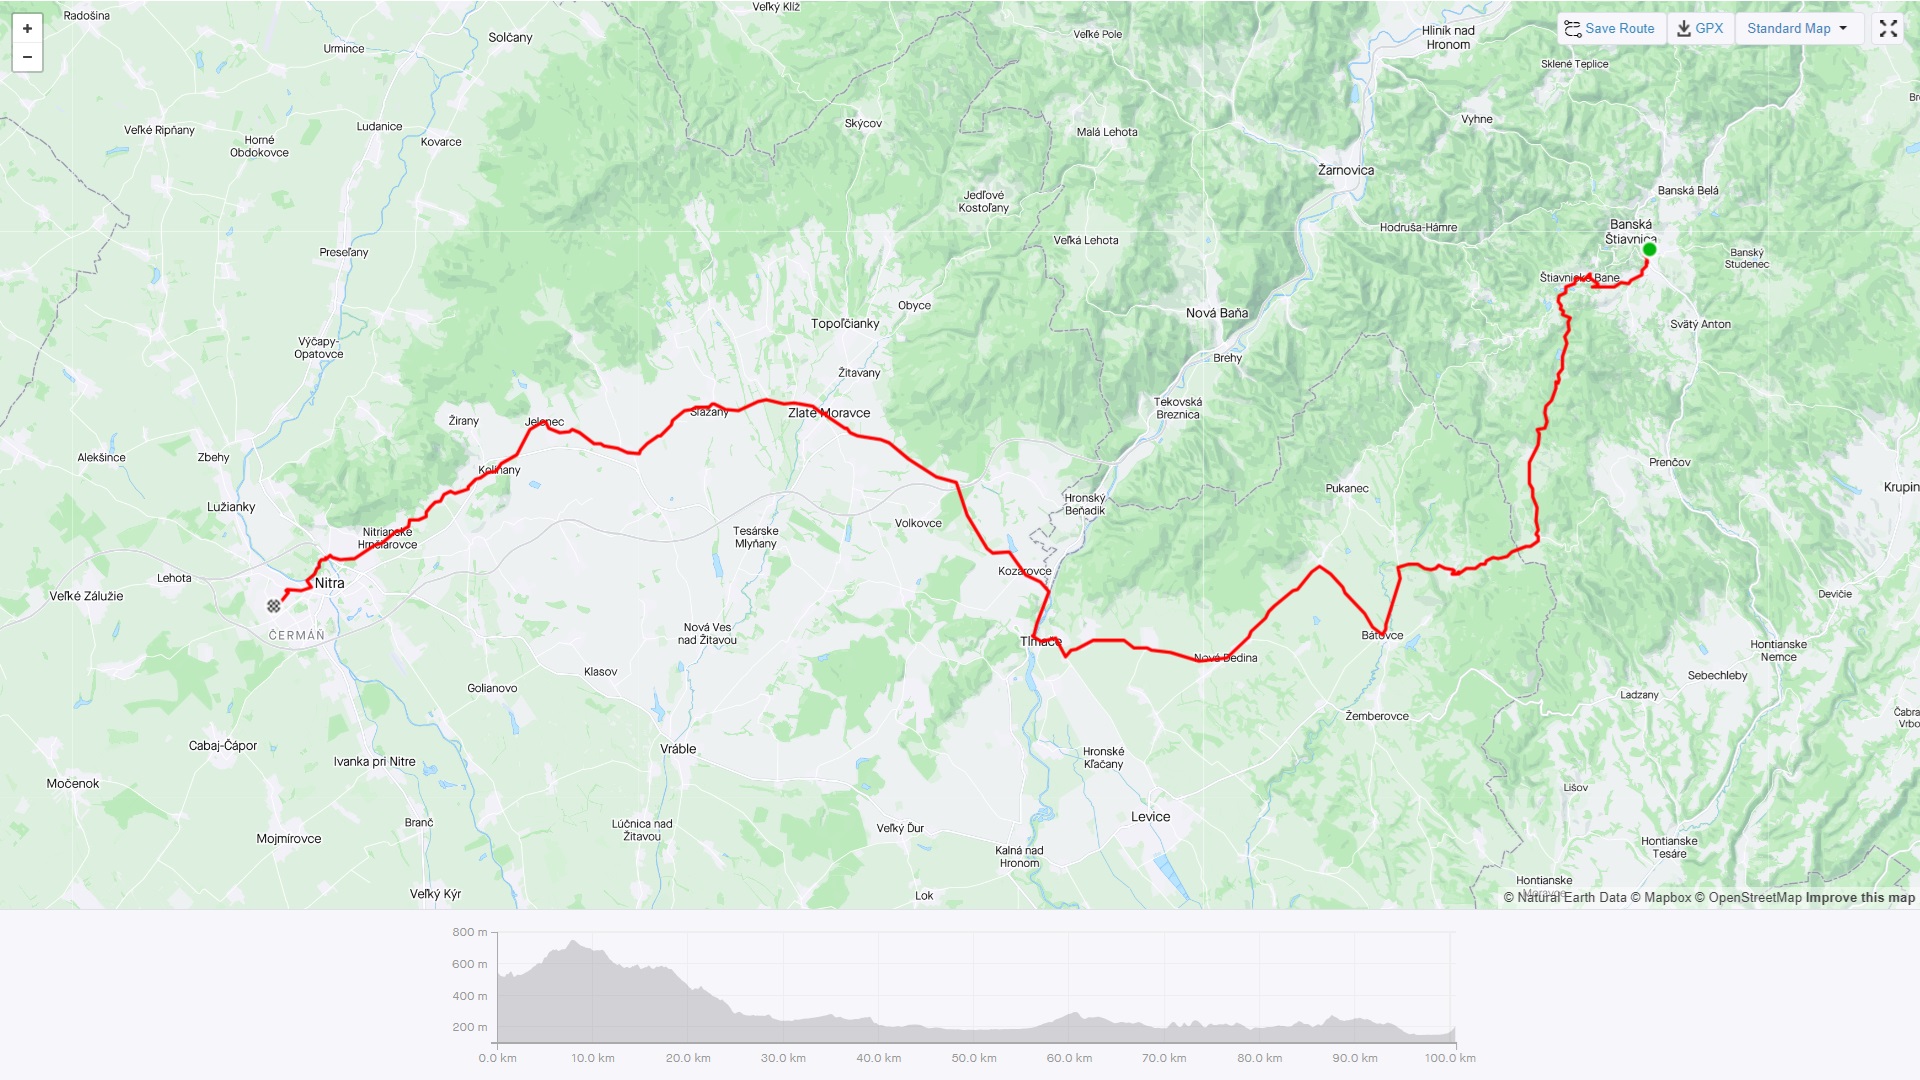 +
−
Save Route
GPX
Standard Map
Radošina
Veľký Klíž
Urmince
Solčany
Veľké Pole
Hliník nad
Hronom
Sklené Teplice
Veľké Ripňany
Horné
Obdokovce
Ludanice
Kovarce
Skýcov
Malá Lehota
Vyhne
Žarnovica
Banská Belá
Jedľové
Kostoľany
Hodruša-Hámre
Banská
Štiavnica
Veľká Lehota
Preseľany
Banský
Studenec
Štiavnické Bane
Obyce
Nová Baňa
Topoľčianky
Svätý Anton
Výčapy-
Opatovce
Brehy
Žitavany
Tekovská
Breznica
Slažany
Zlaté Moravce
Žirany
Jelenec
Alekšince
Zbehy
Kolíňany
Prenčov
Pukanec
Krupin
Lužianky
Hronský
Beňadik
Volkovce
Tesárske
Mlyňany
Nitrianske
Hrnčiarovce
Kozárovce
Lehota
Nitra
Veľké Zálužie
Devičie
ČERMÁŇ
Nová Ves
nad Žitavou
Tlmače
Bátovce
Hontianske
Nemce
Nová Dedina
Klasov
Sebechleby
Golianovo
Ladzany
Žemberovce
Čabra
Vrbo
Cabaj-Čápor
Vráble
Ivanka pri Nitre
Hronské
Kľačany
Močenok
Lišov
Levice
Branč
Lúčnica nad
Žitavou
Veľký Ďur
Mojmírovce
Hontianske
Tesáre
Kalná nad
Hronom
Hontianske
Moravce
Veľký Kýr
Lok
© Natural Earth Data © Mapbox © OpenStreetMap Improve this map
800 m
600 m
400 m
200 m
0.0 km
10.0 km
20.0 km
30.0 km
40.0 km
50.0 km
60.0 km
70.0 km
80.0 km
90.0 km
100.0 km